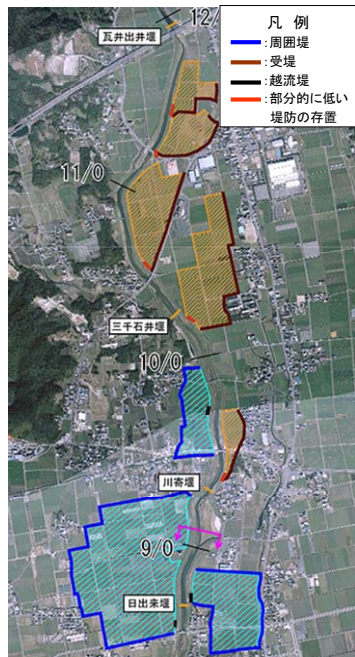 12/
瓦井出井堰
凡 例
:周囲堤
:受堤
:越流堤
:部分的に低い
堤防の存置
11/0
三千石井堰
10/0
川寄堰
9/0
日出来堰